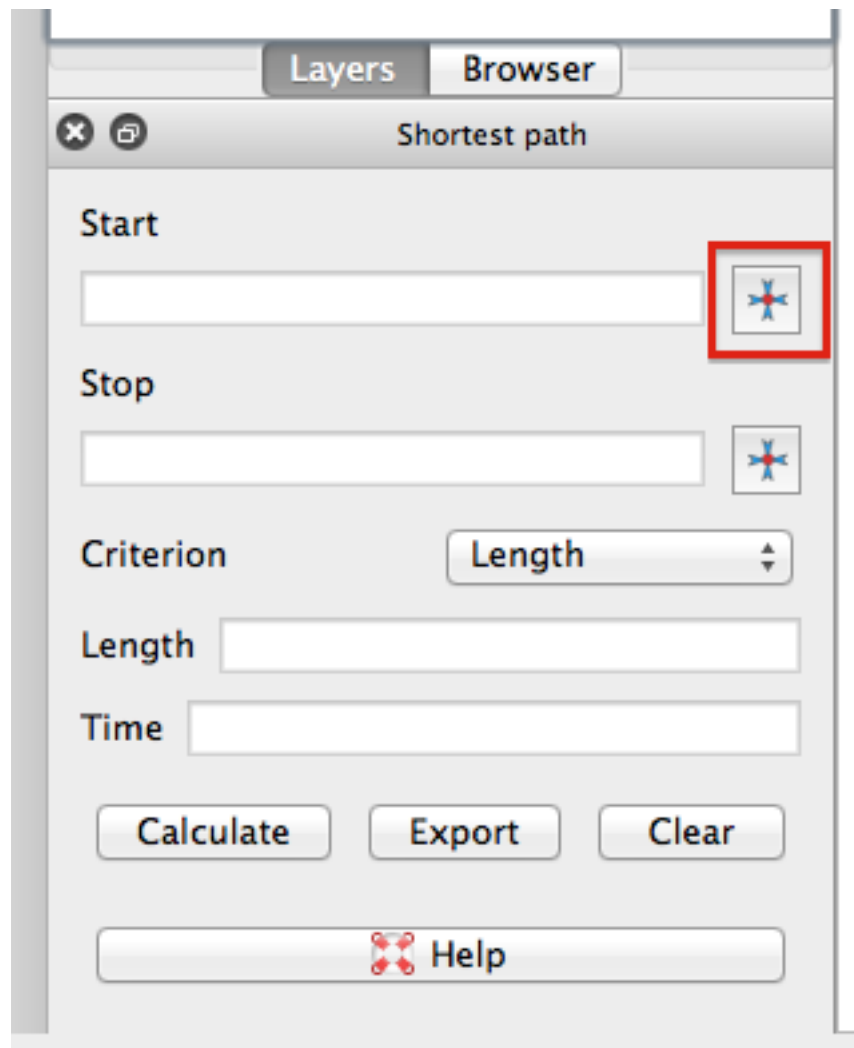 Layers Browser
Shortest path
Start
Stop
Criterion Length
Length
Time
Calculate Export Clear
Help